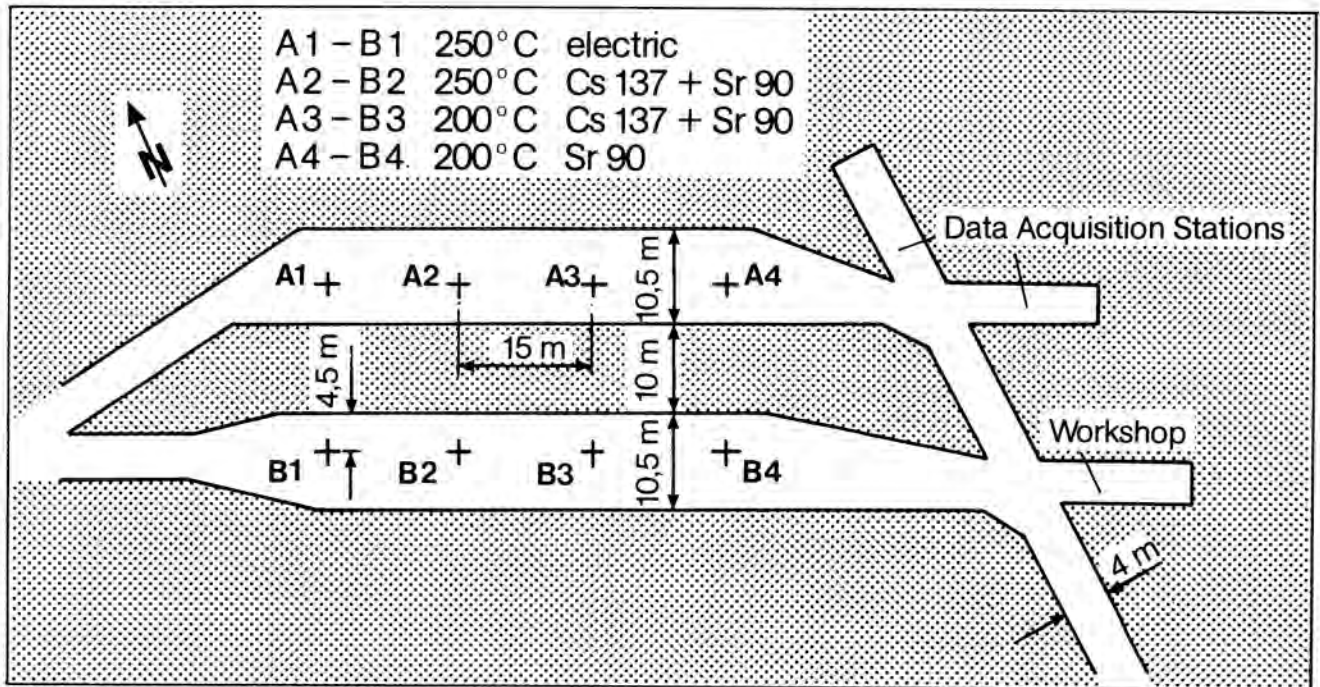 A1 – B1 250°C electric
A2 – B2 250°C Cs 137 + Sr 90
A3 – B3 200°C Cs 137 + Sr 90
A4 – B4 200°C Sr 90
N
Data Acquisition Stations
A1 A2 A3 A4
10,5 m
15 m
4,5 m
10 m
Workshop
B1 B2 B3 B4
10,5 m
4 m